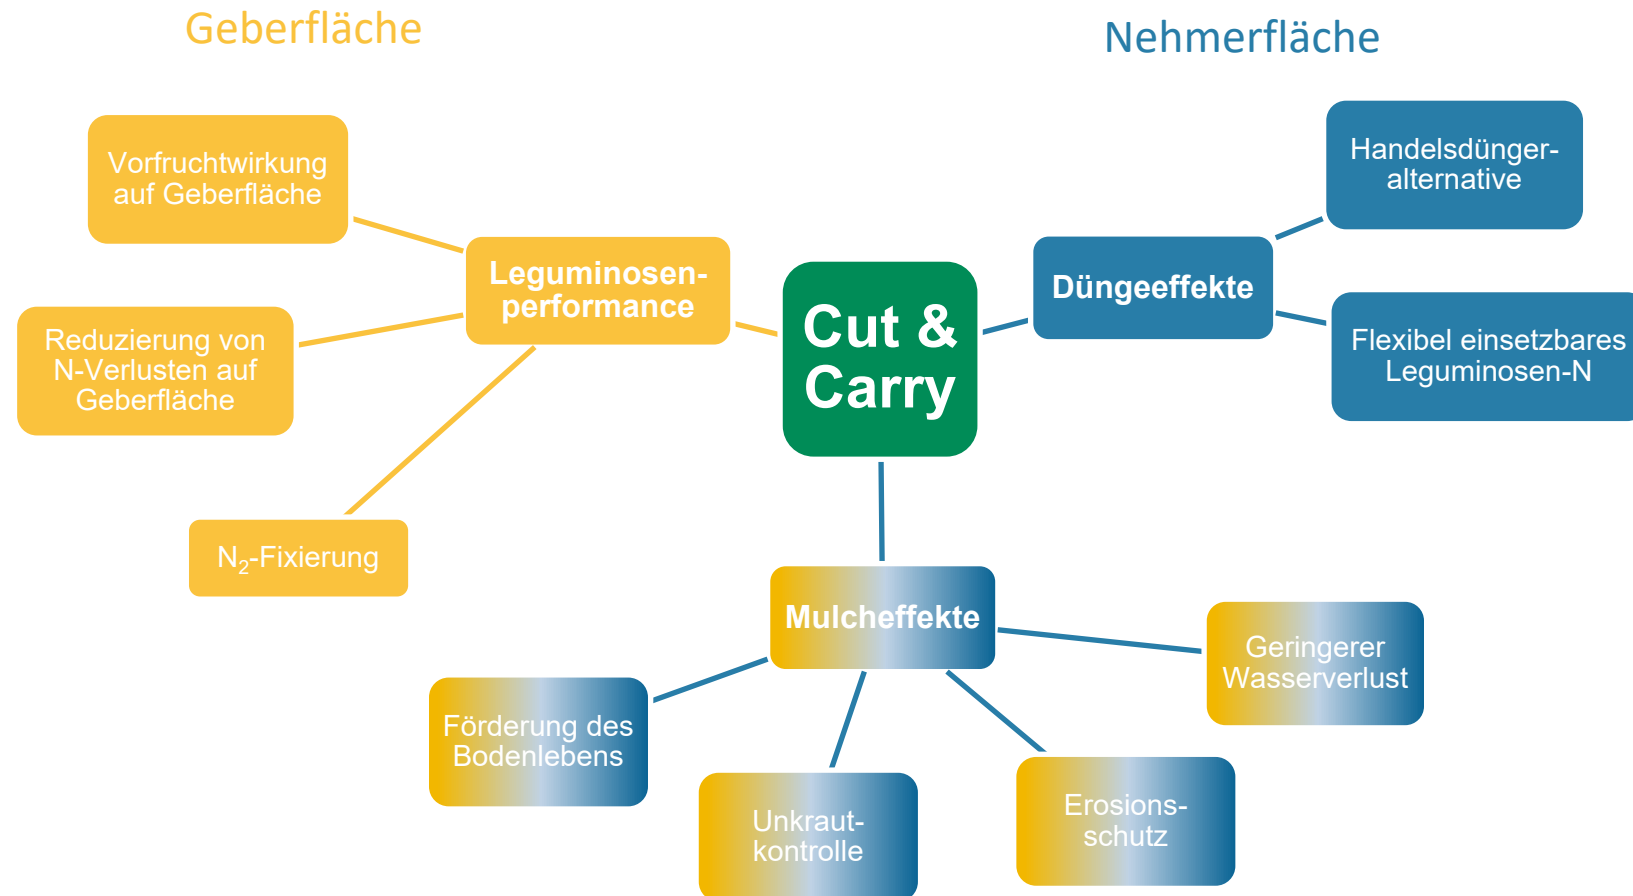 Geberfläche
Nehmerfläche
Vorfruchtwirkung
auf Geberfläche
Handelsdünger-
alternative
Leguminosen-
performance
Düngeeffekte
Cut &
Carry
Reduzierung von
N-Verlusten auf
Geberfläche
Flexibel einsetzbares
Leguminosen-N
N₂-Fixierung
Mulcheffekte
Geringerer
Wasserverlust
Förderung des
Bodenlebens
Unkraut-
kontrolle
Erosions-
schutz